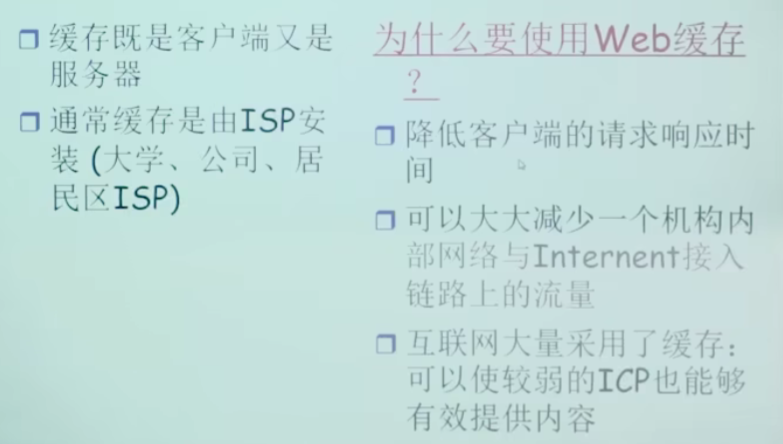 缓存既是客户端又是
服务器
通常缓存是由ISP安
装 (大学、公司、居
民区ISP)
为什么要使用Web缓存
?
降低客户端的请求响应时
间
可以大大减少一个机构内
部网络与Internent接入
链路上的流量
互联网大量采用了缓存：
可以使较弱的ICP也能够
有效提供内容